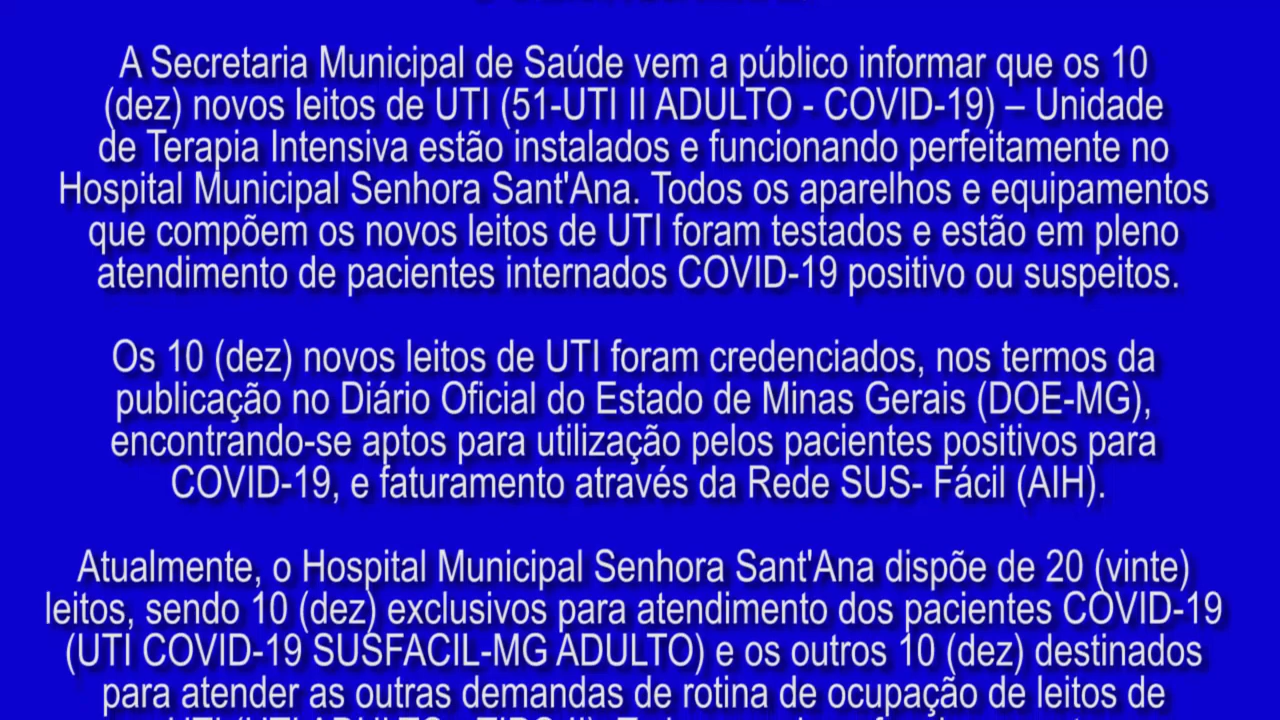 A Secretaria Municipal de Saúde vem a público informar que os 10
(dez) novos leitos de UTI (51-UTI II ADULTO - COVID-19) – Unidade
de Terapia Intensiva estão instalados e funcionando perfeitamente no
Hospital Municipal Senhora Sant'Ana. Todos os aparelhos e equipamentos
que compõem os novos leitos de UTI foram testados e estão em pleno
atendimento de pacientes internados COVID-19 positivo ou suspeitos.
Os 10 (dez) novos leitos de UTI foram credenciados, nos termos da
publicação no Diário Oficial do Estado de Minas Gerais (DOE-MG),
encontrando-se aptos para utilização pelos pacientes positivos para
COVID-19, e faturamento através da Rede SUS- Fácil (AIH).
Atualmente, o Hospital Municipal Senhora Sant'Ana dispõe de 20 (vinte)
leitos, sendo 10 (dez) exclusivos para atendimento dos pacientes COVID-19
(UTI COVID-19 SUSFACIL-MG ADULTO) e os outros 10 (dez) destinados
para atender as outras demandas de rotina de ocupação de leitos de